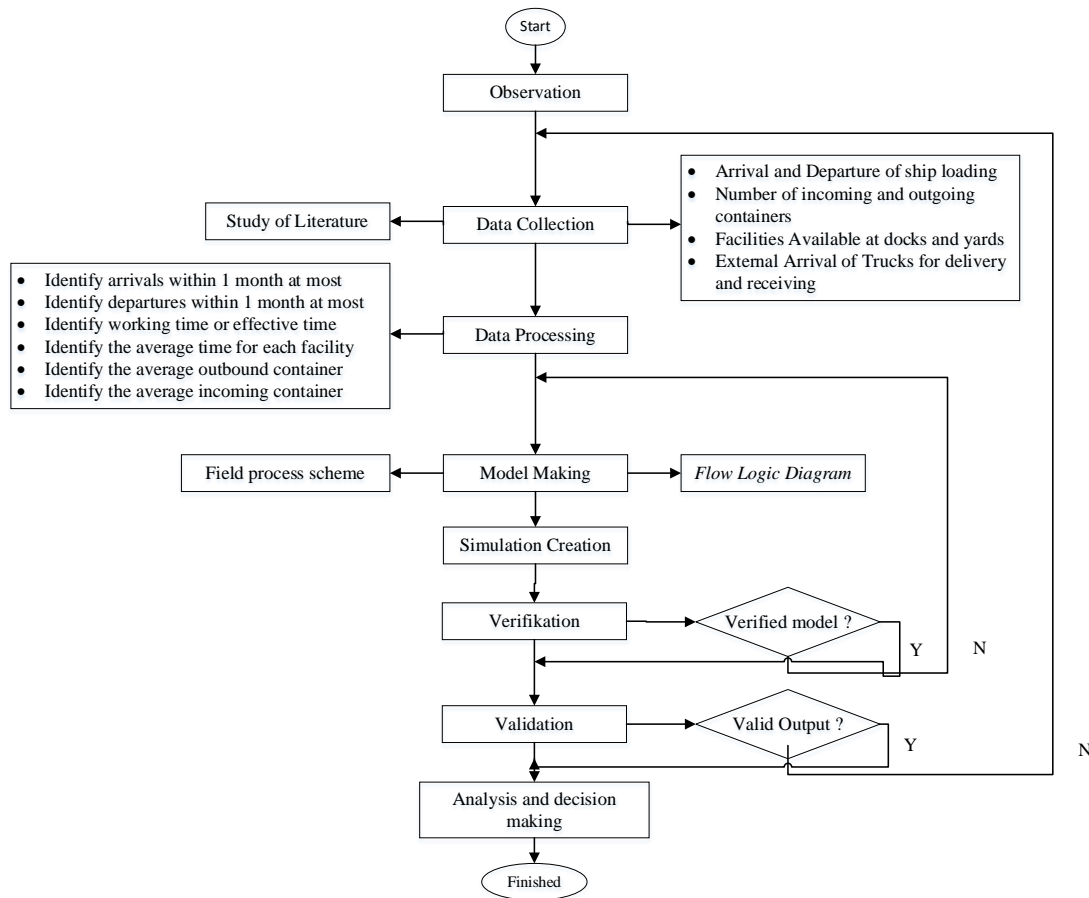 Start
Observation
• Arrival and Departure of ship loading
• Number of incoming and outgoing
containers
• Facilities Available at docks and yards
• External Arrival of Trucks for delivery
and receiving
Study of Literature
Data Collection
• Identify arrivals within 1 month at most
• Identify departures within 1 month at most
• Identify working time or effective time
• Identify the average time for each facility
• Identify the average outbound container
• Identify the average incoming container
Data Processing
Field process scheme
Model Making
Flow Logic Diagram
Simulation Creation
Verifikation
Verified model ?
Y
N
Validation
Valid Output ?
Y
N
Analysis and decision
making
Finished